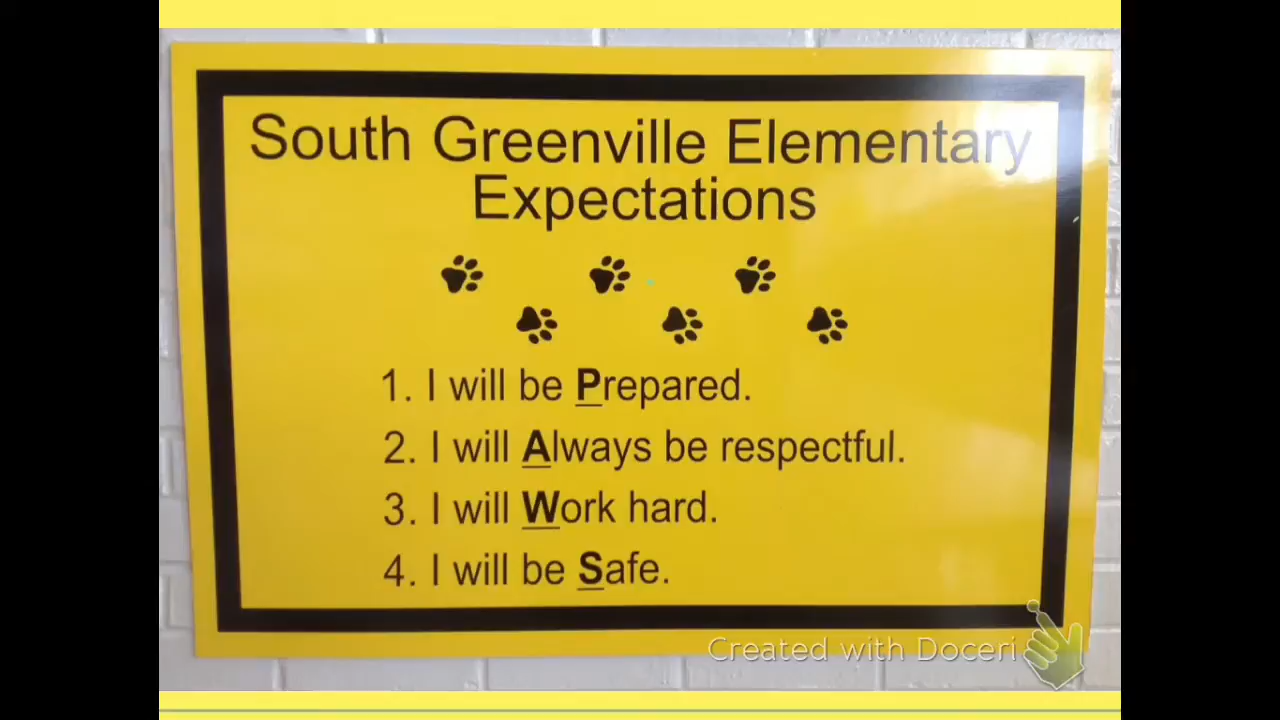 South Greenville Elementary
Expectations
1. I will be Prepared.
2. I will Always be respectful.
3. I will Work hard.
4. I will be Safe.
Created with Doceri